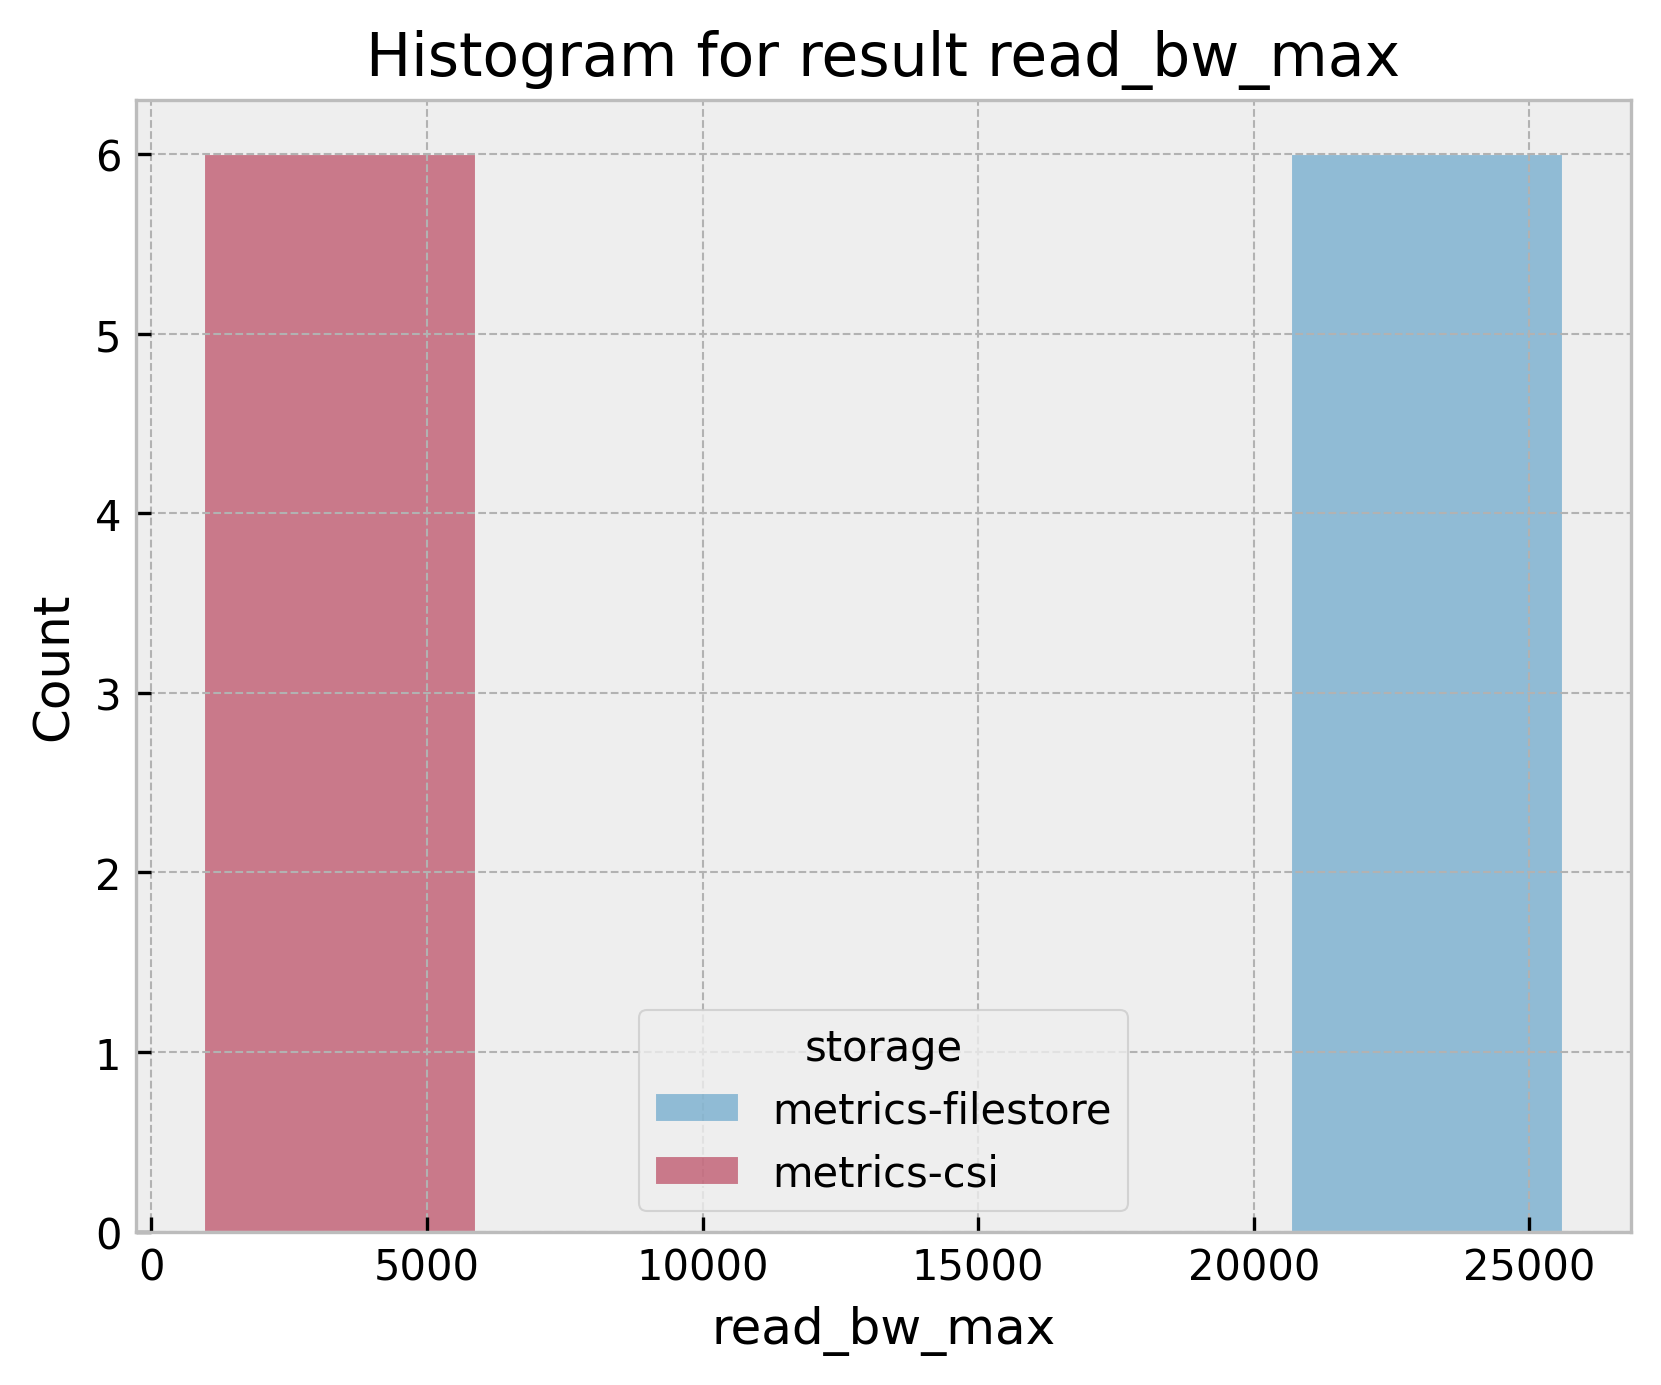 Histogram for result read_bw_max
6
5
4
3
2
1
0
Count
storage
metrics-filestore
metrics-csi
0 5000 10000 15000 20000 25000
read_bw_max